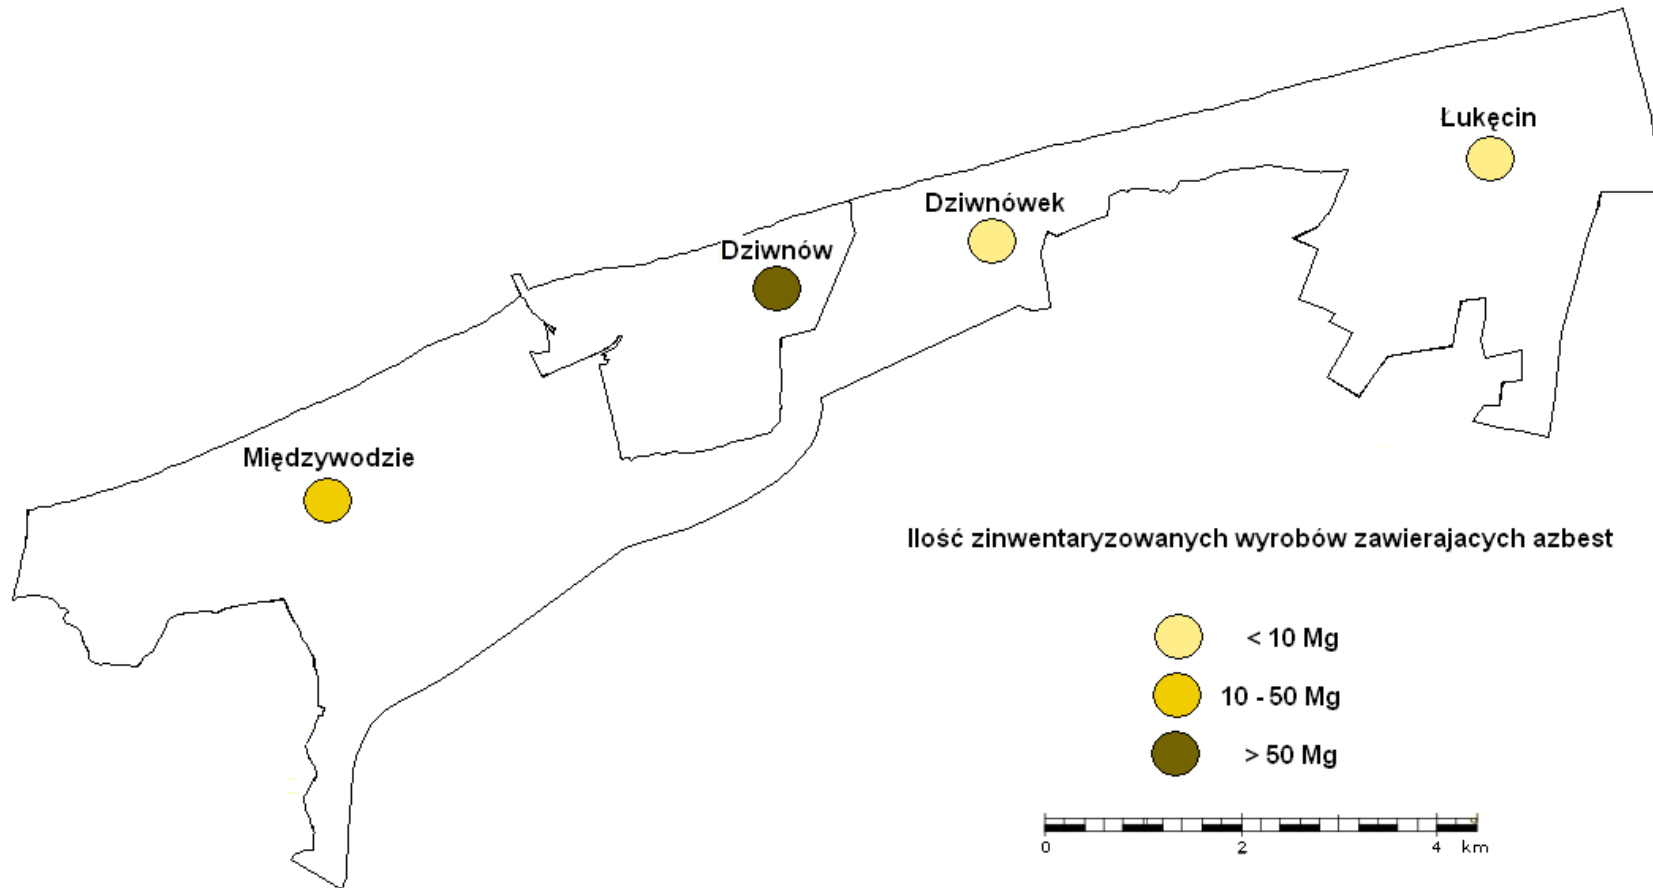 Łukęcin
Dziwnówek
Dziwnów
Międzywodzie
Ilość zinwentaryzowanych wyrobów zawierajacych azbest
< 10 Mg
10 - 50 Mg
> 50 Mg
0 2 4 km